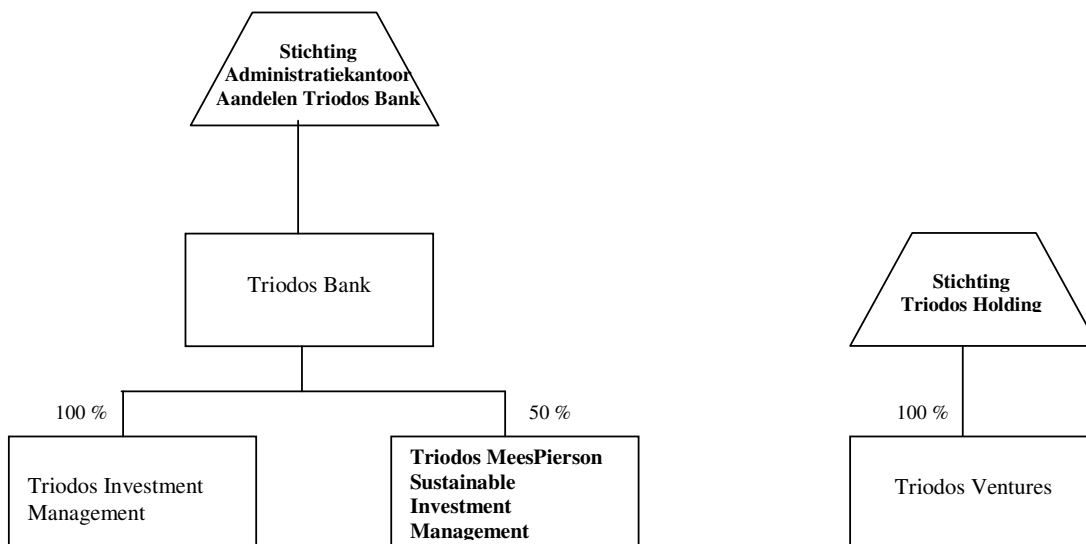 Stichting
Administratiekantoor
Aandelen Triodos Bank
Triodos Bank
Stichting
Triodos Holding
100 %
50 %
100 %
Triodos Investment
Management
Triodos MeesPierson
Sustainable
Investment
Management
Triodos Ventures